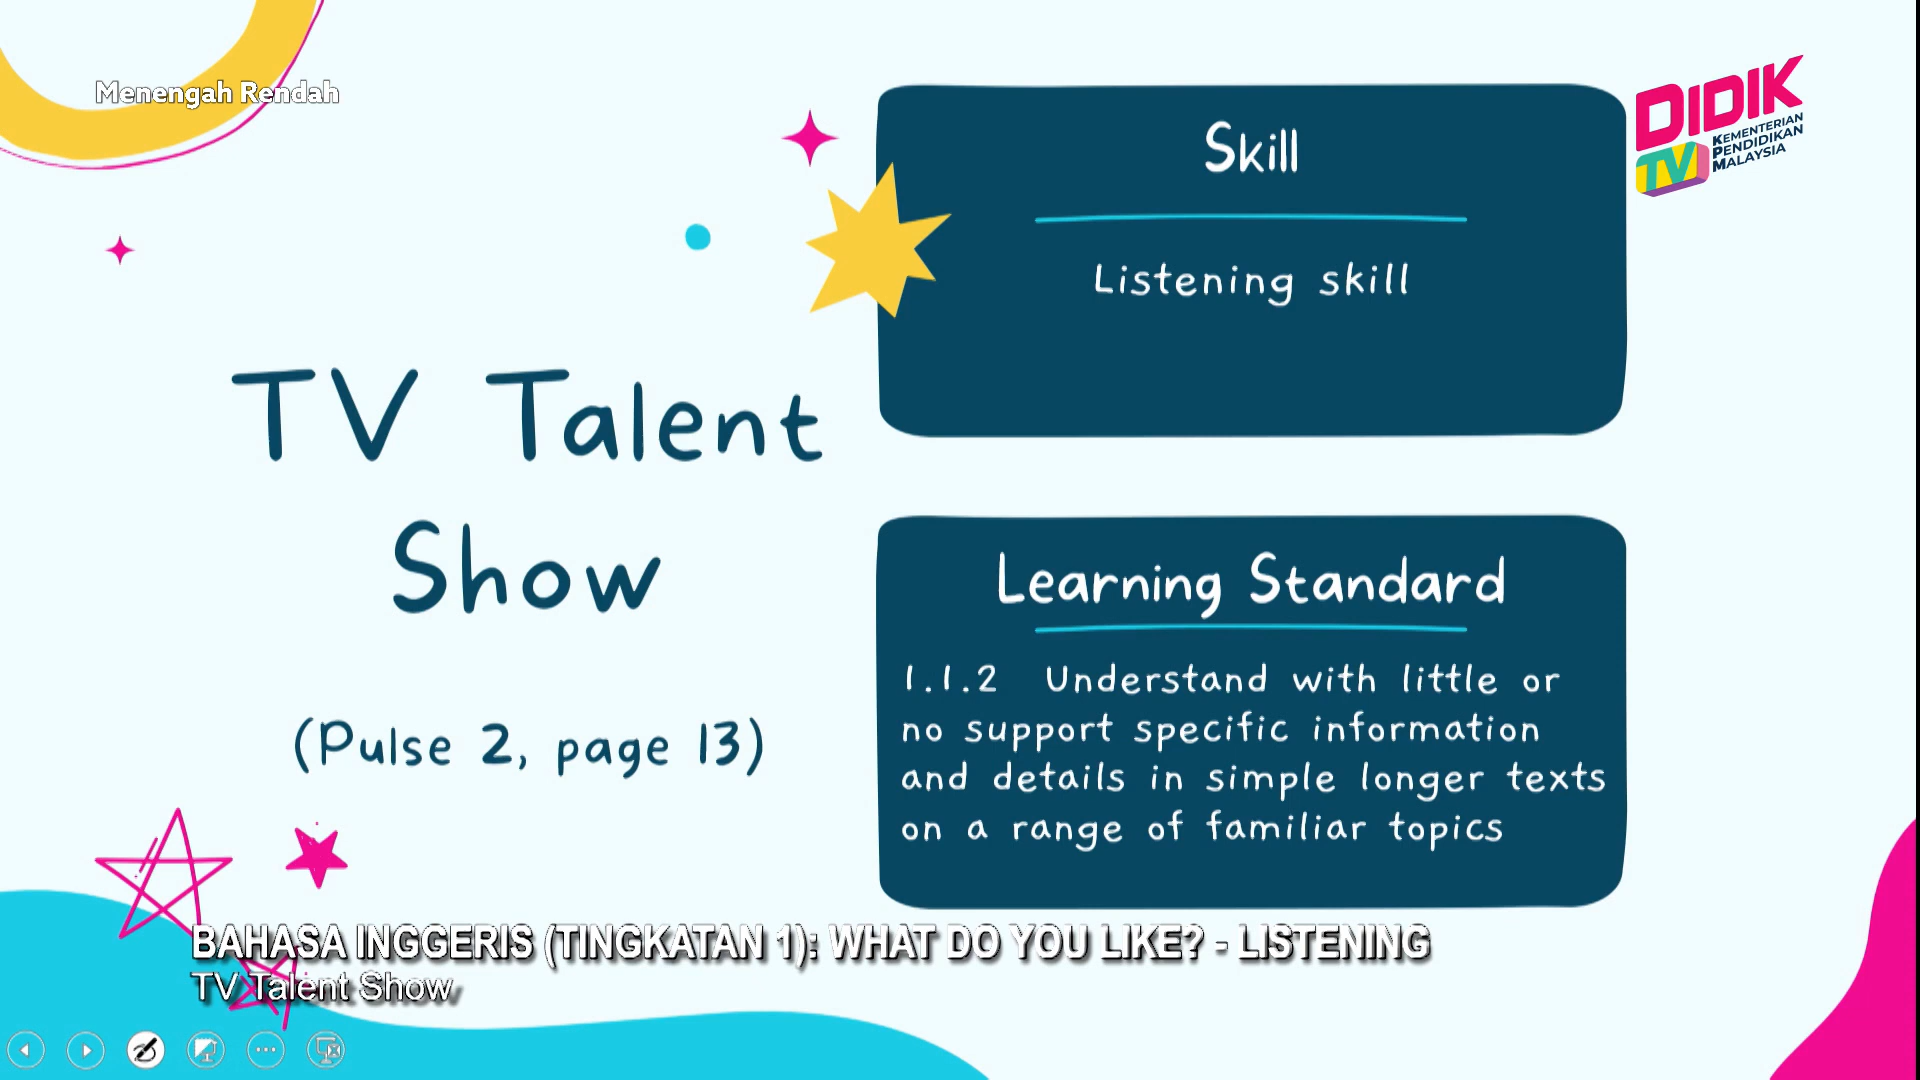 Menengah Rendah
DIDIK
TV
KEMENTERIAN
PENDIDIKAN
MALAYSIA
TV Talent
Show
(Pulse 2, page 13)
Skill
Listening skill
Learning Standard
1.1.2 Understand with little or
no support specific information
and details in simple longer texts
on a range of familiar topics
BAHASA INGGERIS (TINGKATAN 1): WHAT DO YOU LIKE? - LISTENING
TV Talent Show